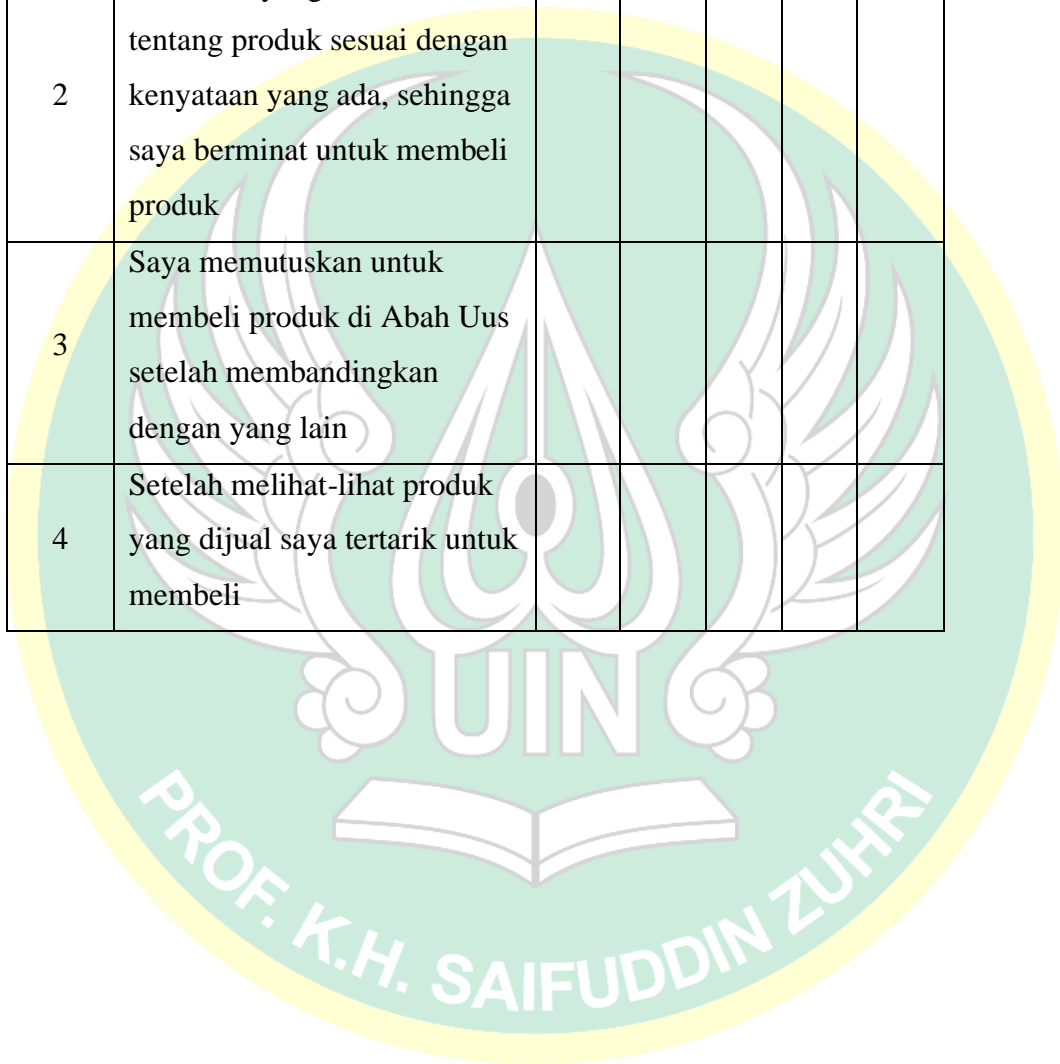 tentang produk sesuai dengan
2
kenyataan yang ada, sehingga
saya berminat untuk membeli
produk
Saya memutuskan untuk
membeli produk di Abah Uus
3
setelah membandingkan
dengan yang lain
Setelah melihat-lihat produk
4
yang dijual saya tertarik untuk
membeli
UIN
PROF. K.H. SAIFUDDIN ZUHRI